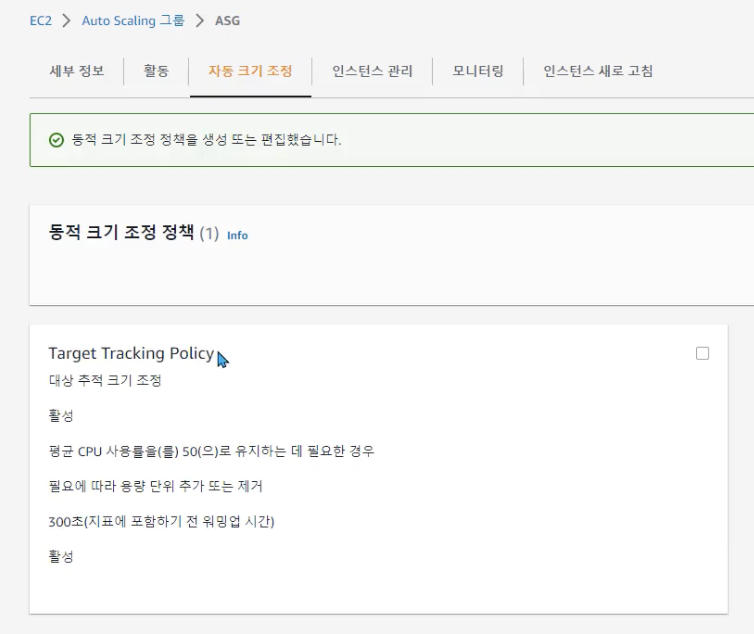 EC2 > Auto Scaling 그룹 > ASG
세부 정보 활동 자동 크기 조정 인스턴스 관리 모니터링 인스턴스 새로 고침
동적 크기 조정 정책을 생성 또는 편집했습니다.
동적 크기 조정 정책 (1) Info
Target Tracking Policy
대상 추적 크기 조정
활성
평균 CPU 사용률을(를) 50(으)로 유지하는 데 필요한 경우
필요에 따라 용량 단위 추가 또는 제거
300초(지표에 포함하기 전 워밍업 시간)
활성